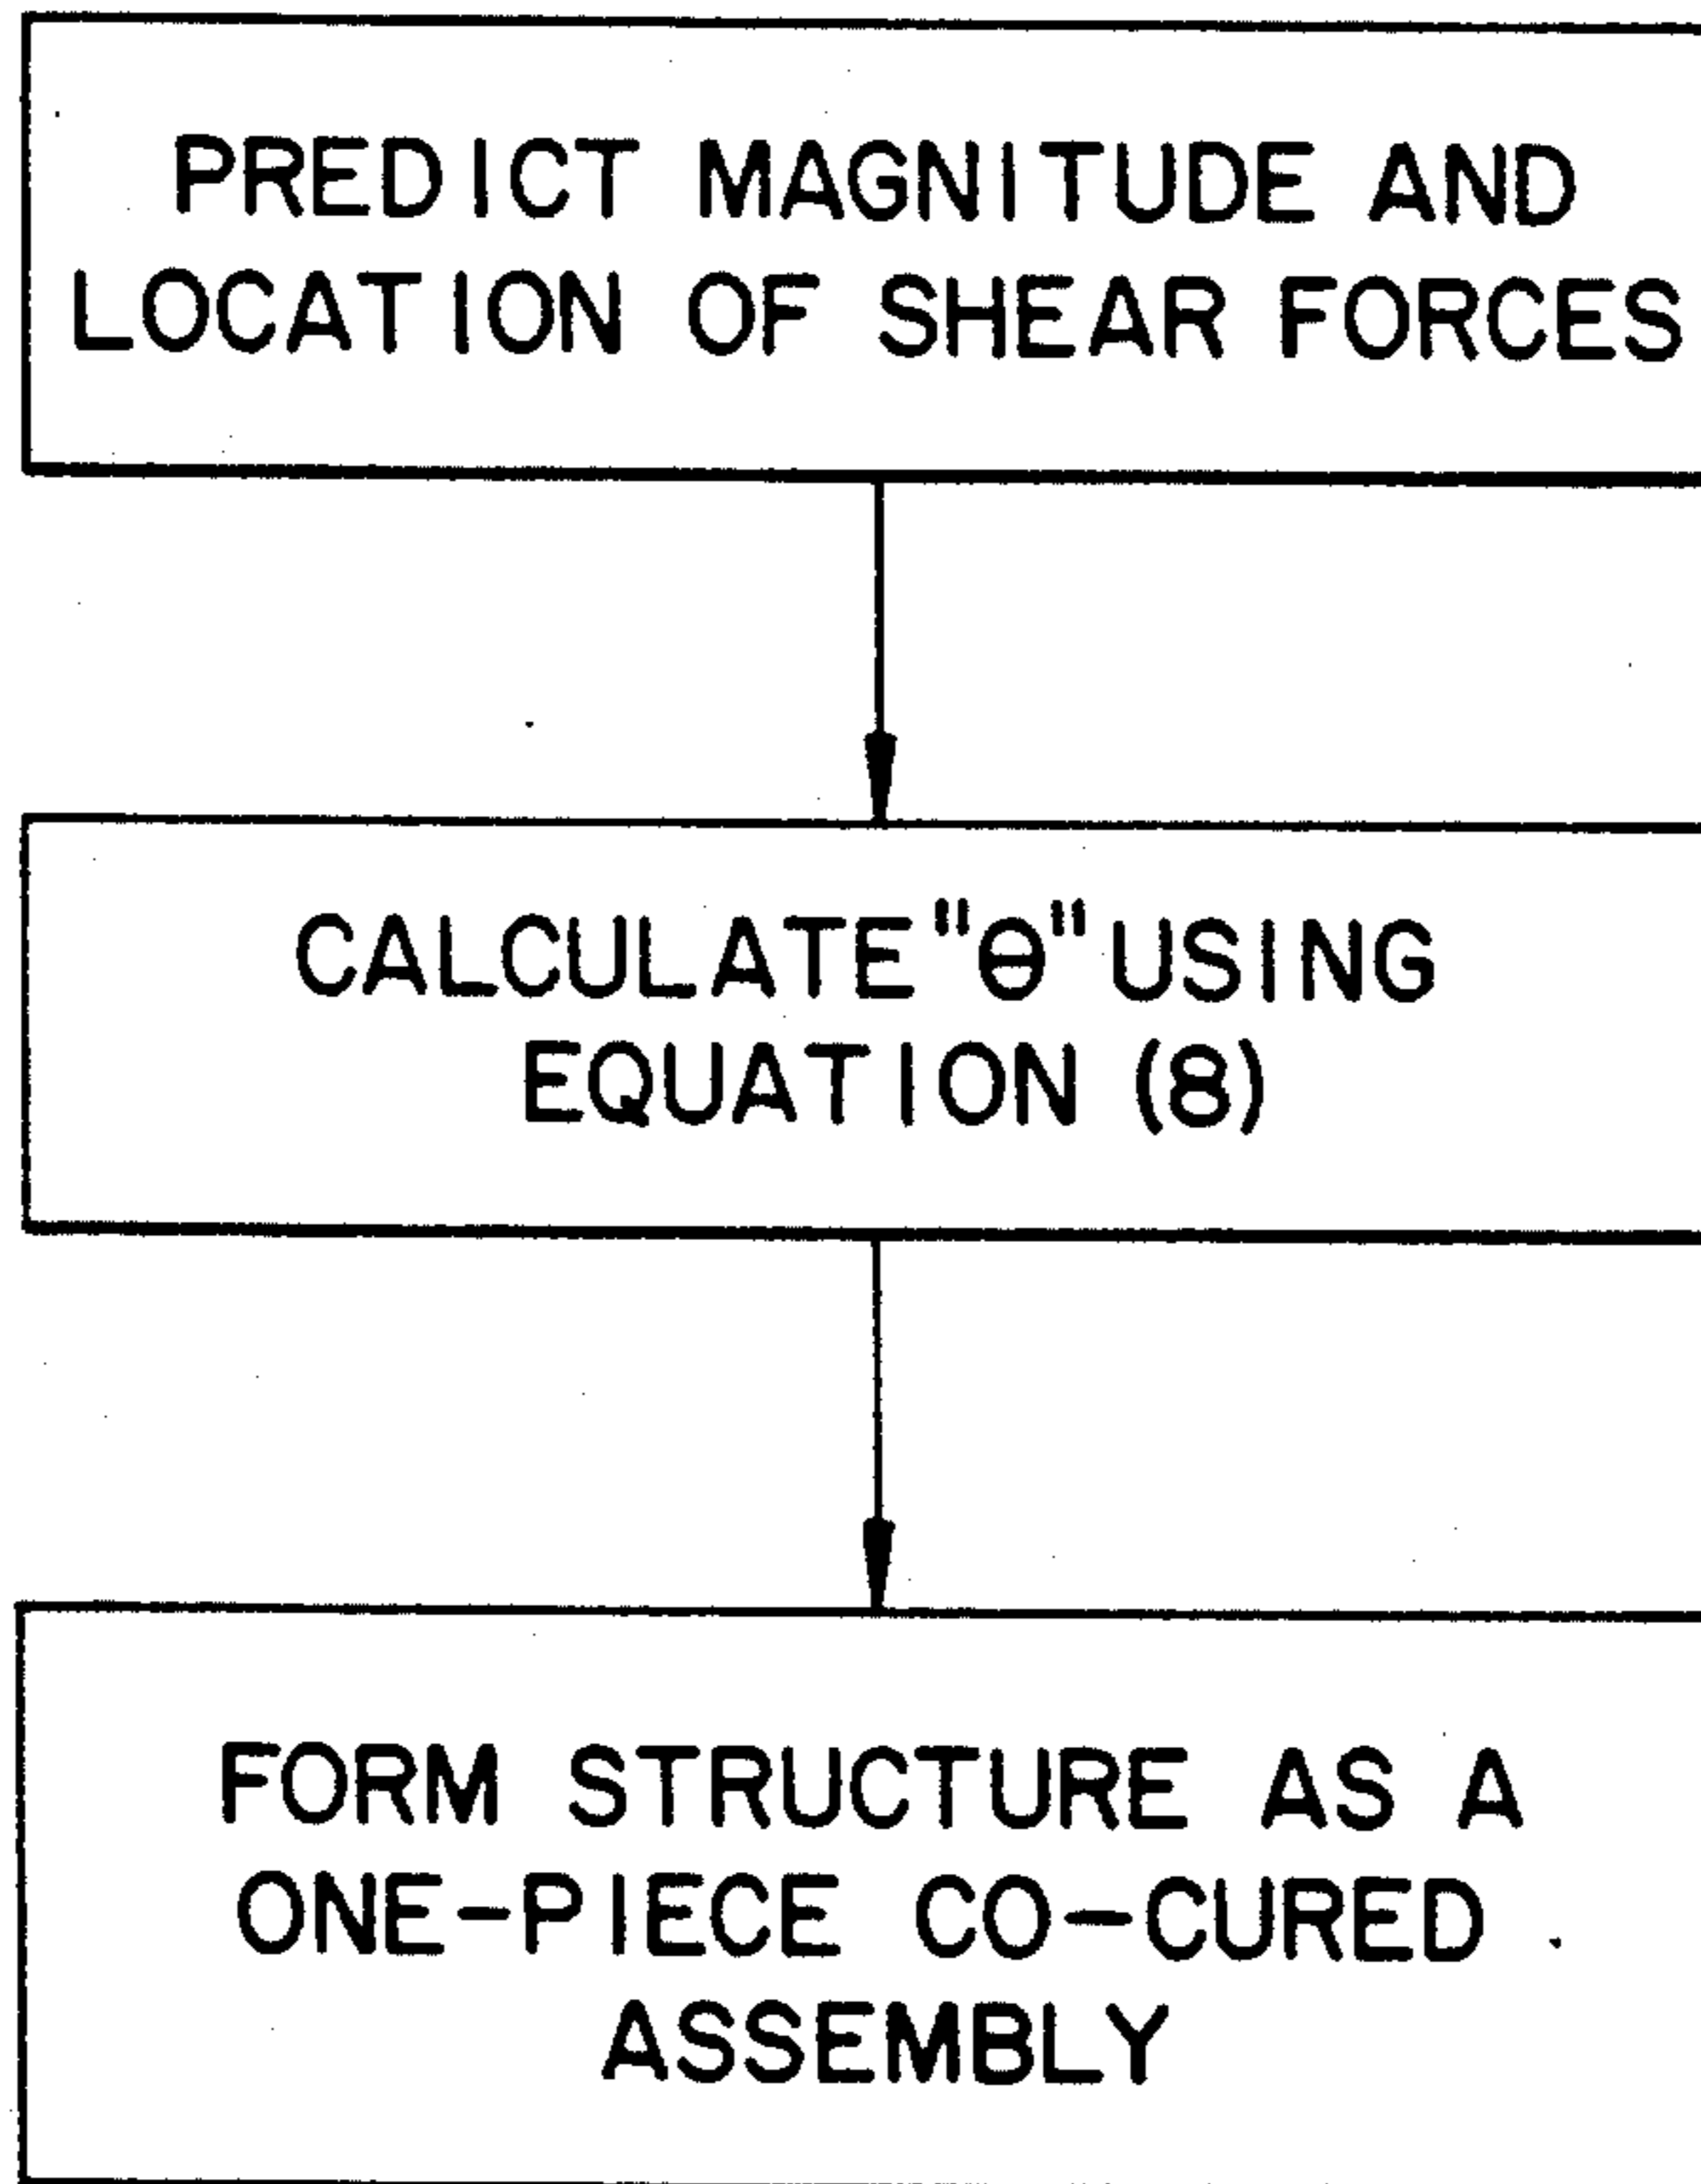 PREDICT MAGNITUDE AND
LOCATION OF SHEAR FORCES
CALCULATE "θ" USING
EQUATION (8)
FORM STRUCTURE AS A
ONE-PIECE CO-CURED
ASSEMBLY